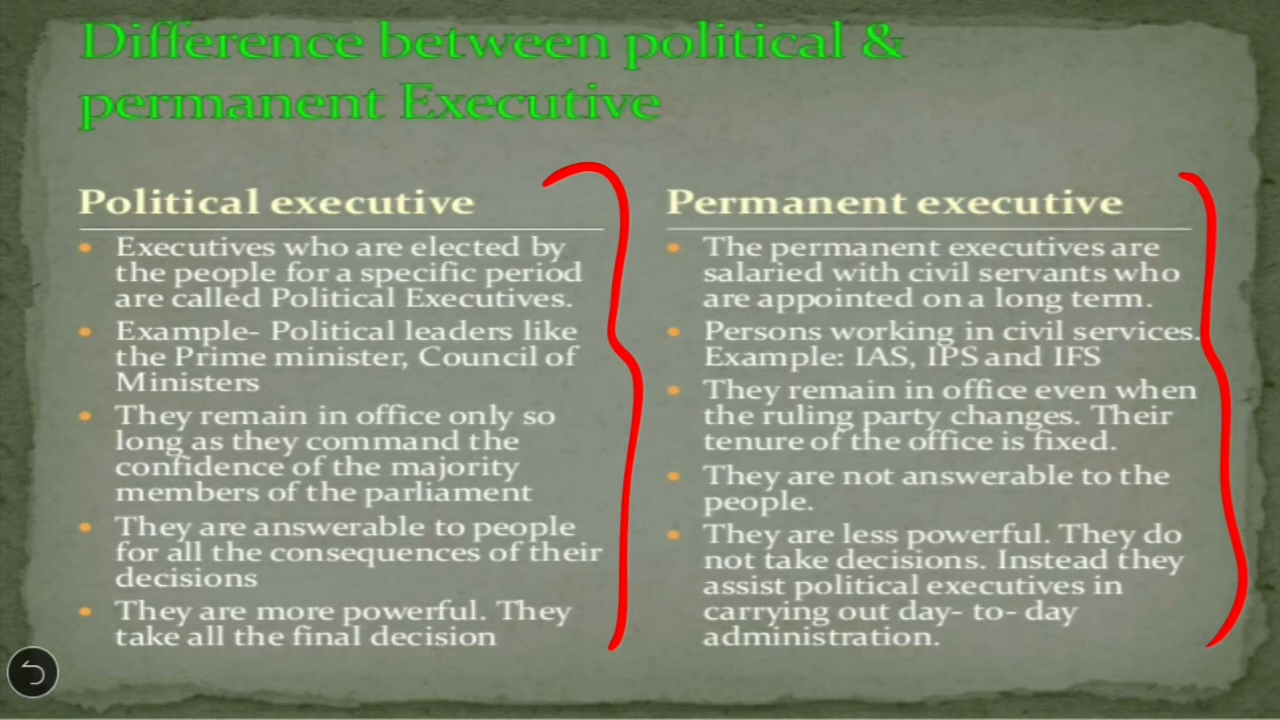 Difference between political &
permanent Executive
Political executive
Executives who are elected by
the people for a specific period
are called Political Executives.
Example- Political leaders like
the Prime minister, Council of
Ministers
They remain in office only so
long as they command the
confidence of the majority
members of the parliament
They are answerable to people
for all the consequences of their
decisions
They are more powerful. They
take all the final decision
Permanent executive
The permanent executives are
salaried with civil servants who
are appointed on a long term.
Persons working in civil services.
Example: IAS, IPS and IFS
They remain in office even when
the ruling party changes. Their
tenure of the office is fixed.
They are not answerable to the
people.
They are less powerful. They do
not take decisions. Instead they
assist political executives in
carrying out day- to- day
administration.